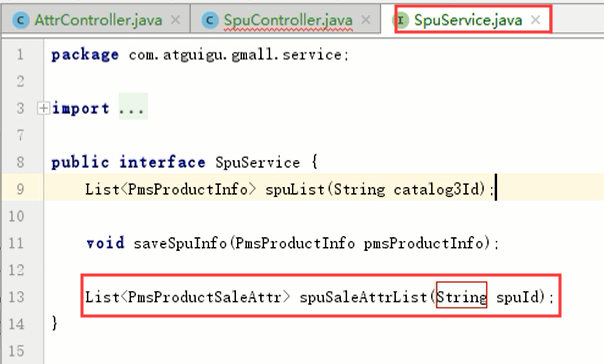 AttrController.java × SpuController.java × SpuService.java ×
1 package com.atguigu.gmall.service;
2
3 import ...
7
8 public interface SpuService {
9 List<PmsProductInfo> spuList(String catalog3Id);
10
11 void saveSpuInfo(PmsProductInfo pmsProductInfo);
12
13 List<PmsProductSaleAttr> spuSaleAttrList(String spuId);
14 }
15